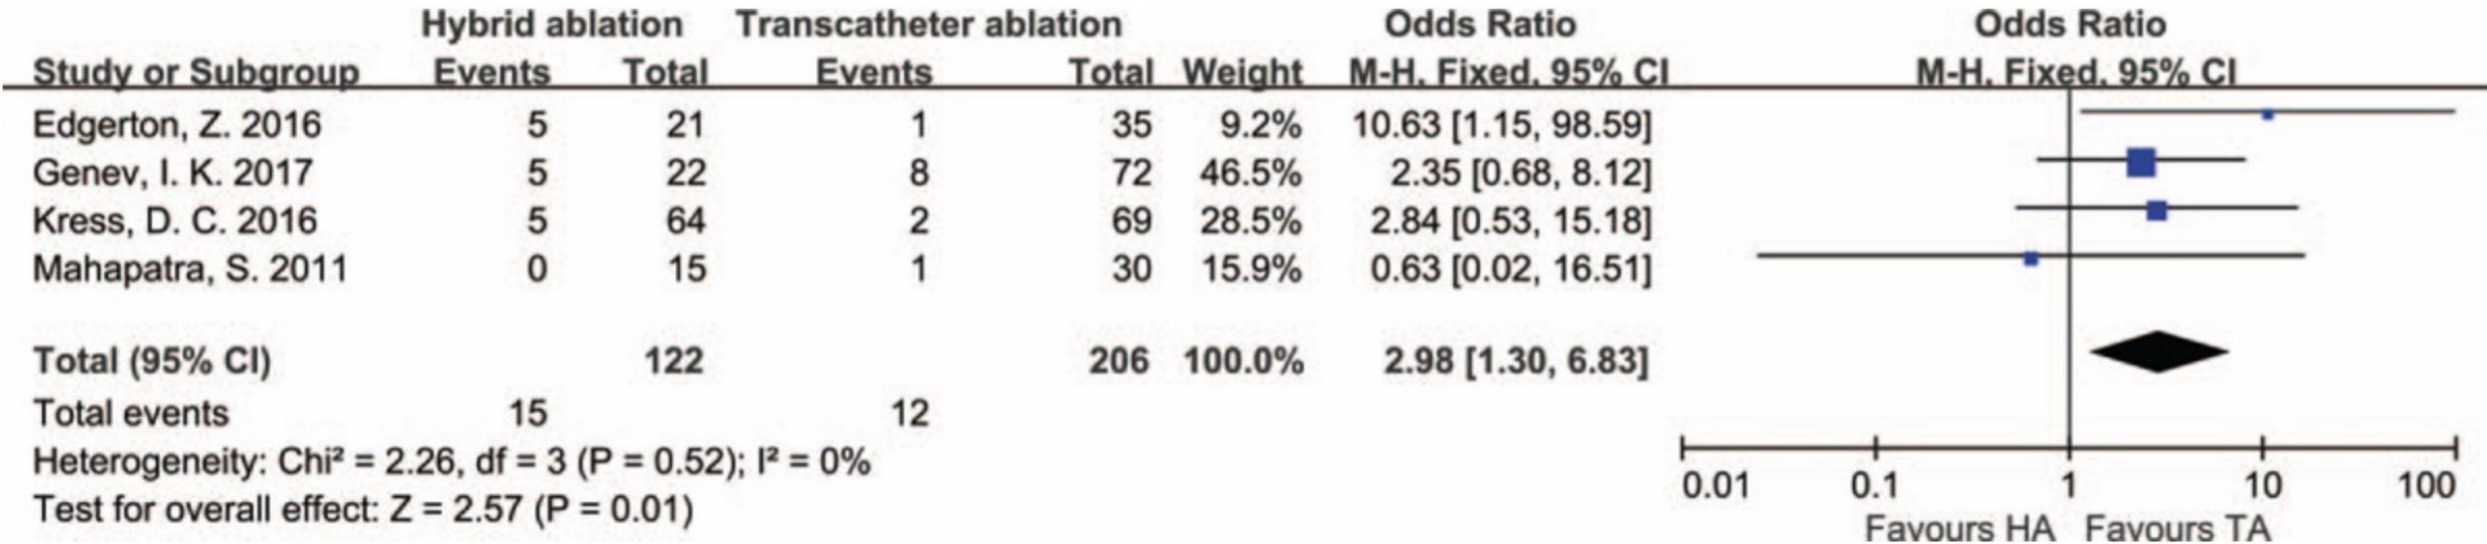 Hybrid ablation Transcatheter ablation Odds Ratio Odds Ratio
Study or Subgroup Events Total Events Total Weight M-H, Fixed, 95% CI M-H, Fixed, 95% CI
Edgerton, Z. 2016 5 21 1 35 9.2% 10.63 [1.15, 98.59]
Genev, I. K. 2017 5 22 8 72 46.5% 2.35 [0.68, 8.12]
Kress, D. C. 2016 5 64 2 69 28.5% 2.84 [0.53, 15.18]
Mahapatra, S. 2011 0 15 1 30 15.9% 0.63 [0.02, 16.51]
Total (95% CI) 122 206 100.0% 2.98 [1.30, 6.83]
Total events 15 12
Heterogeneity: Chi² = 2.26, df = 3 (P = 0.52); I² = 0%
Test for overall effect: Z = 2.57 (P = 0.01)
0.01 0.1 1 10 100
Favours HA Favours TA